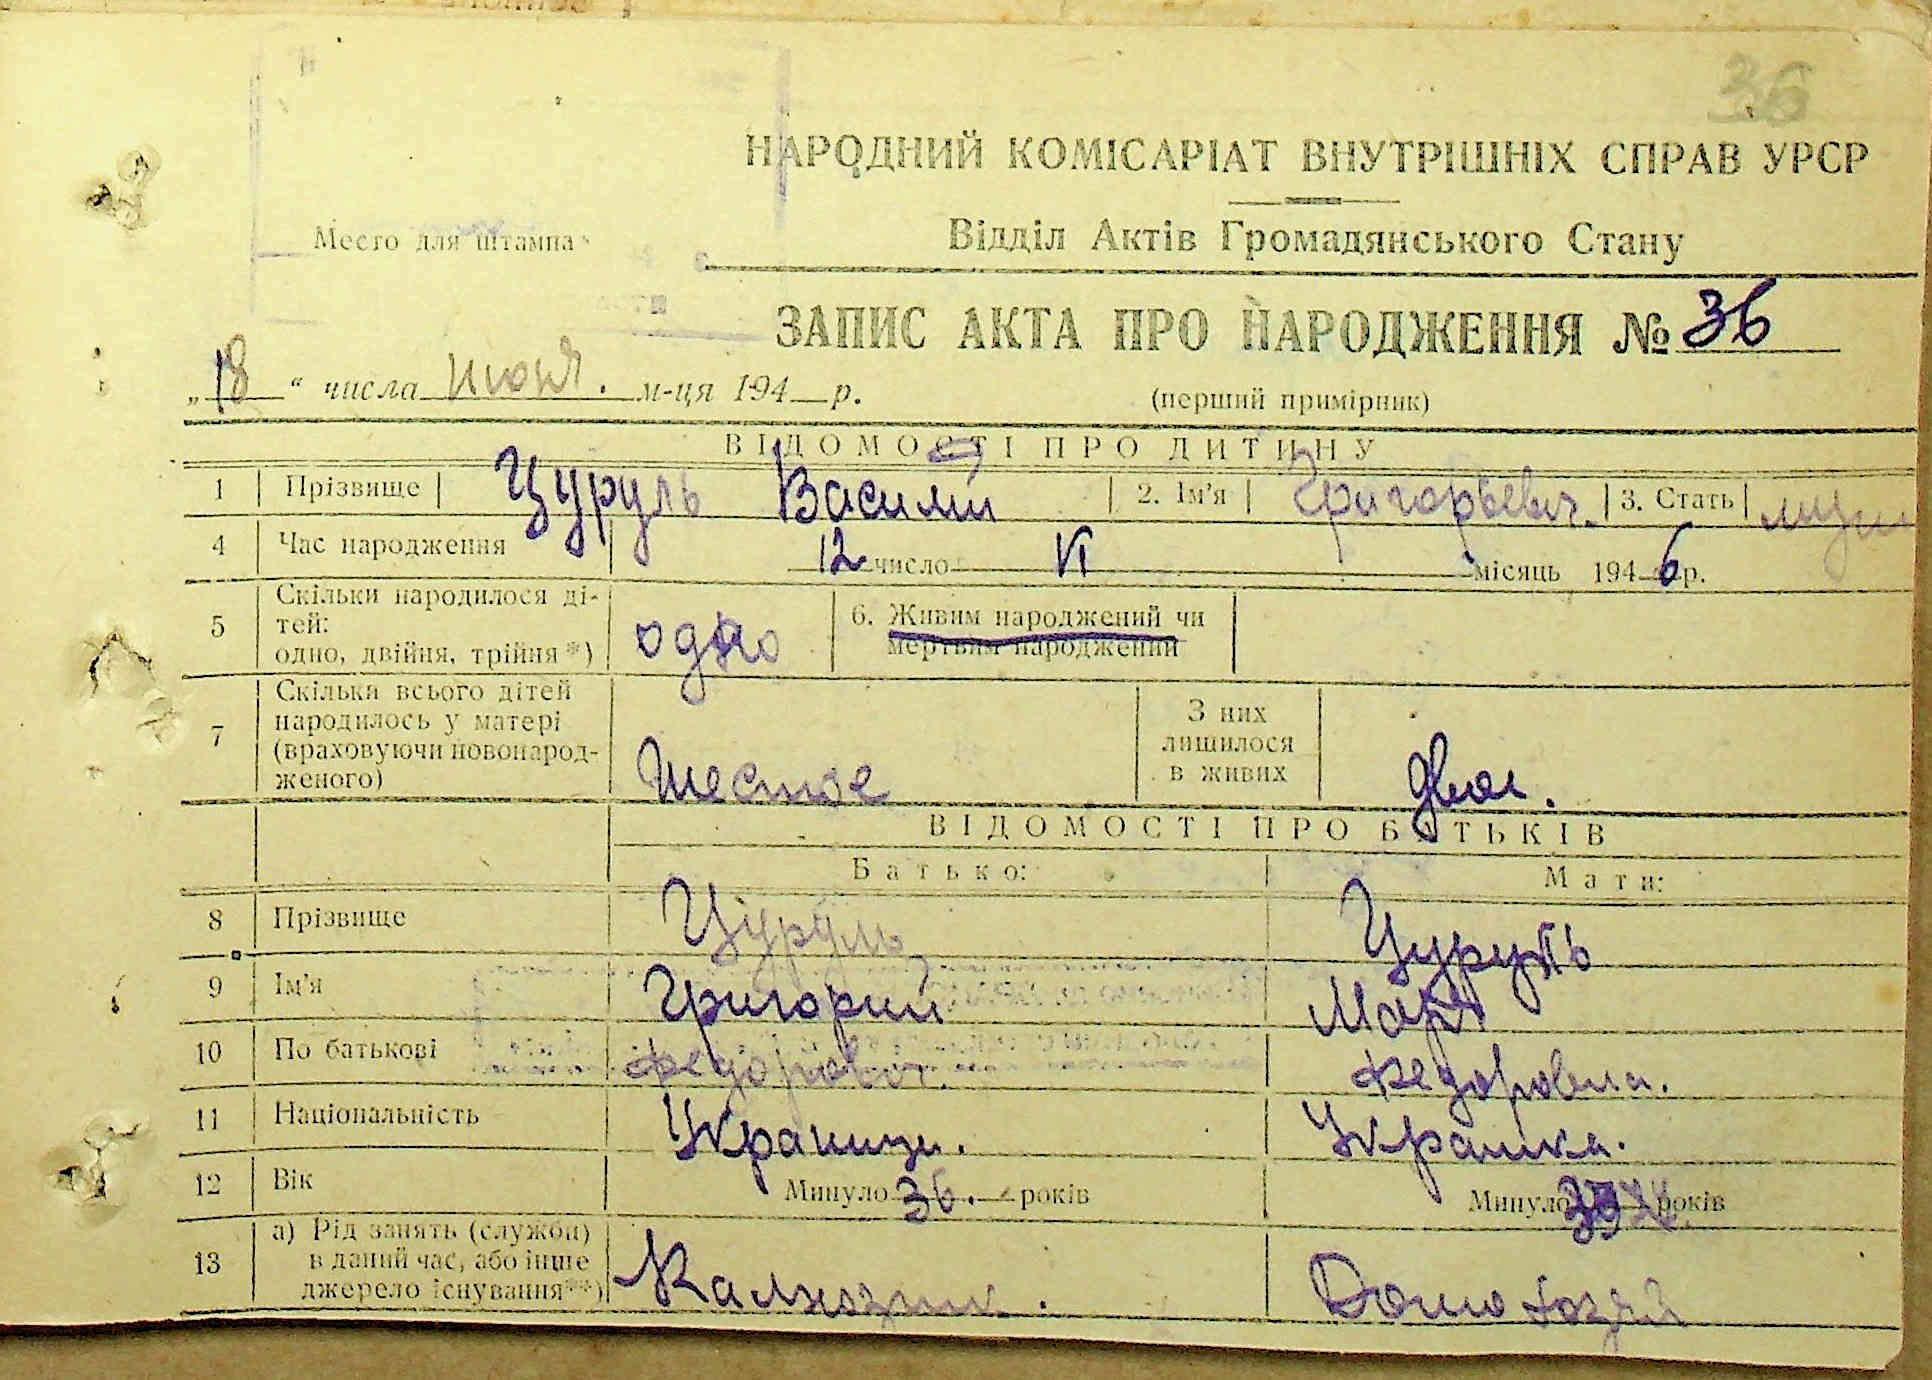 36
НАРОДНИЙ КОМІСАРІАТ ВНУТРІШНІХ СПРАВ УРСР
Место для штампа
Відділ Актів Громадянського Стану
ЗАПИС АКТА ПРО НАРОДЖЕННЯ № 36
„18“ числа июня. м-ця 194 р. (перший примірник)
ВІДОМОСТІ ПРО ДИТИНУ
1 Прізвище Цуруль Василий 2. Ім'я Григорьевич. 3. Стать муж
4 Час народження 12 число VI місяць 1946 р.
5 Скільки народилося дітей: одно, двійня, трійня *) одно 6. Живим народжений чи мертвим народжений
7 Скільки всього дітей народилось у матері (враховуючи новонародженого) Шестое З них лишилося в живих двое.
ВІДОМОСТІ ПРО БАТЬКІВ
Батько: Мати:
8 Прізвище Цуруль Цуруль
9 Ім'я Григорий Мария
10 По батькові Федорович. Федоровна.
11 Національність Украинец. Украинка.
12 Вік Минуло 36. років Минуло років
13 а) Рід занять (служби) в даний час, або інше джерело існування **) Калхозник. Домохозяй